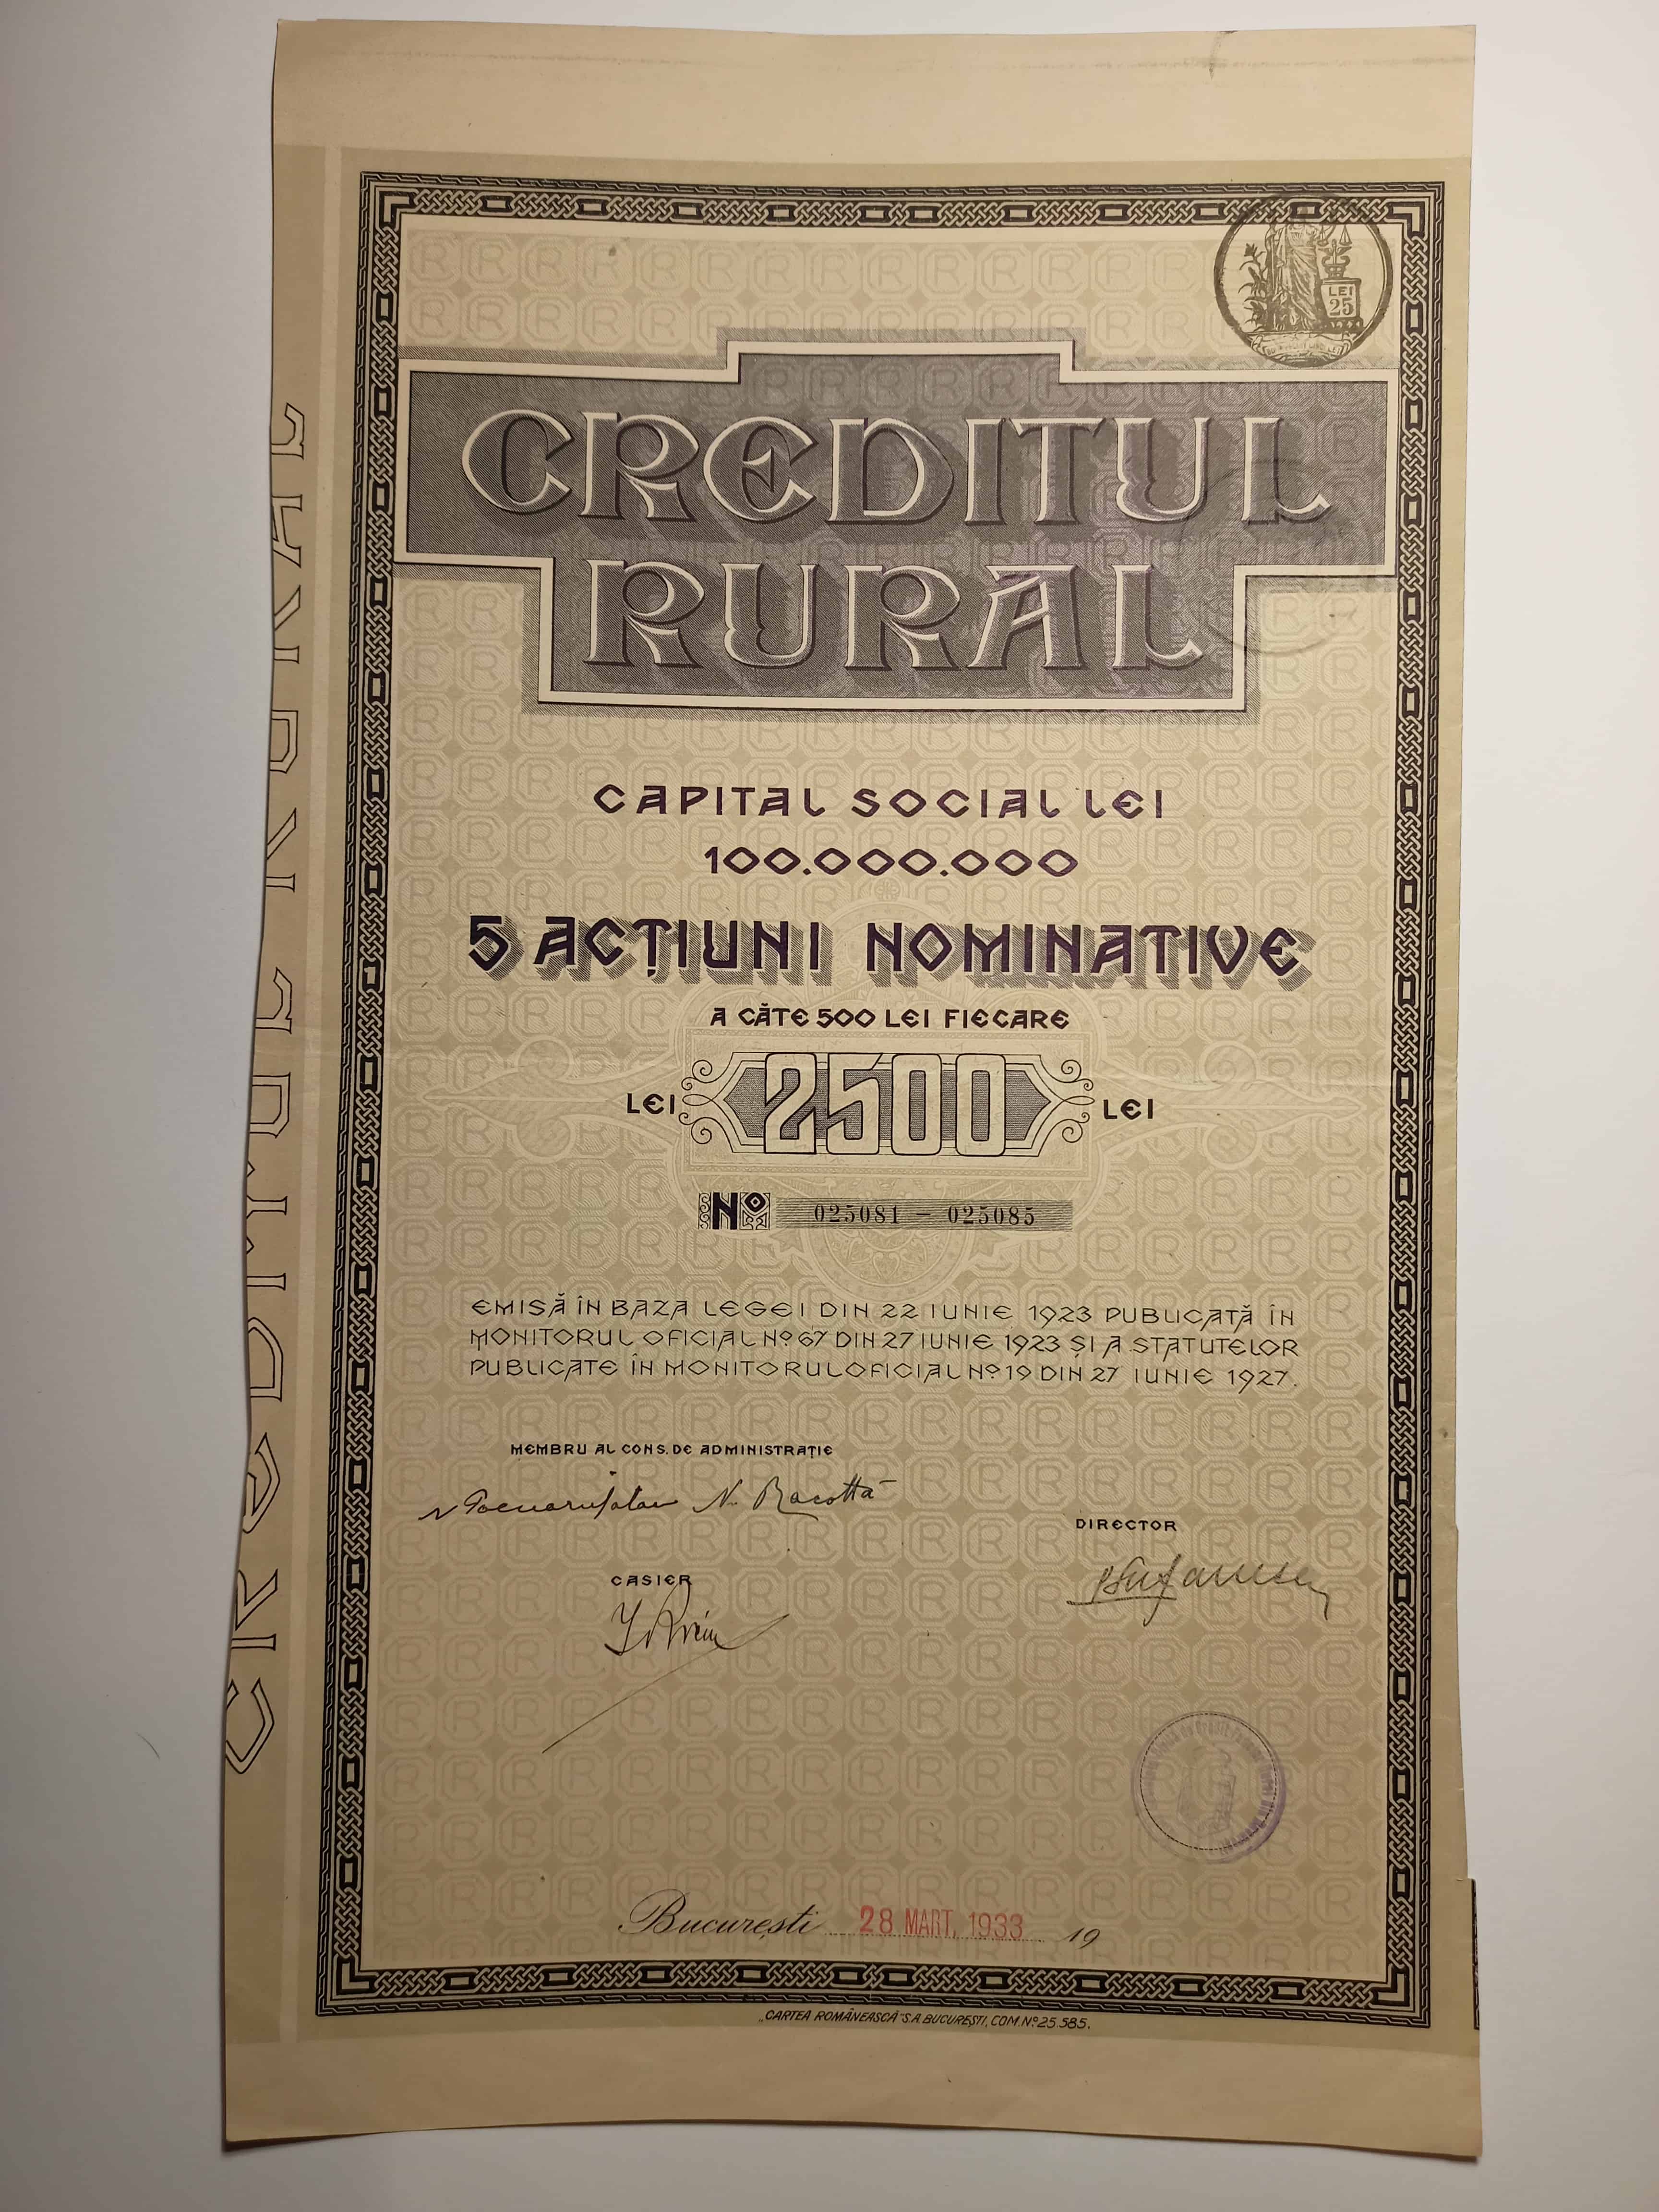 LEI
25
CREDITUL
RURAL
CAPITAL SOCIAL LEI
100.000.000
5 ACȚIUNI NOMINATIVE
A CĂTE 500 LEI FIECARE
LEI 2500 LEI
Nº 025081 – 025085
EMISĂ ÎN BAZA LEGEI DIN 22 IUNIE 1923 PUBLICATĂ ÎN
MONITORUL OFICIAL Nº 67 DIN 27 IUNIE 1923 ȘI A STATUTELOR
PUBLICATE ÎN MONITORUL OFICIAL Nº 19 DIN 27 IUNIE 1927.
MEMBRU AL CONS. DE ADMINISTRAȚIE
N. Racottă
DIRECTOR
CASIER
București 28 MART. 1933 19
„CARTEA ROMÂNEASCĂ" S.A. BUCUREȘTI, COM. Nº 25.585.
CREDITUL RURAL